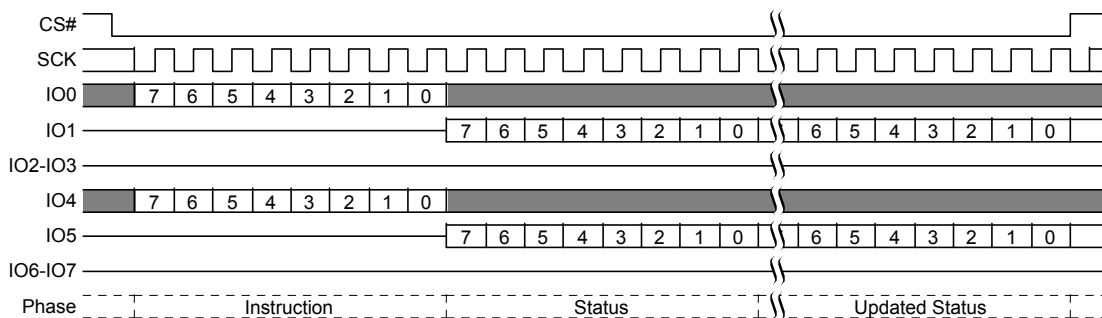 CS#
SCK
IO0 7 6 5 4 3 2 1 0
IO1 7 6 5 4 3 2 1 0 6 5 4 3 2 1 0
IO2-IO3
IO4 7 6 5 4 3 2 1 0
IO5 7 6 5 4 3 2 1 0 6 5 4 3 2 1 0
IO6-IO7
Phase Instruction Status Updated Status